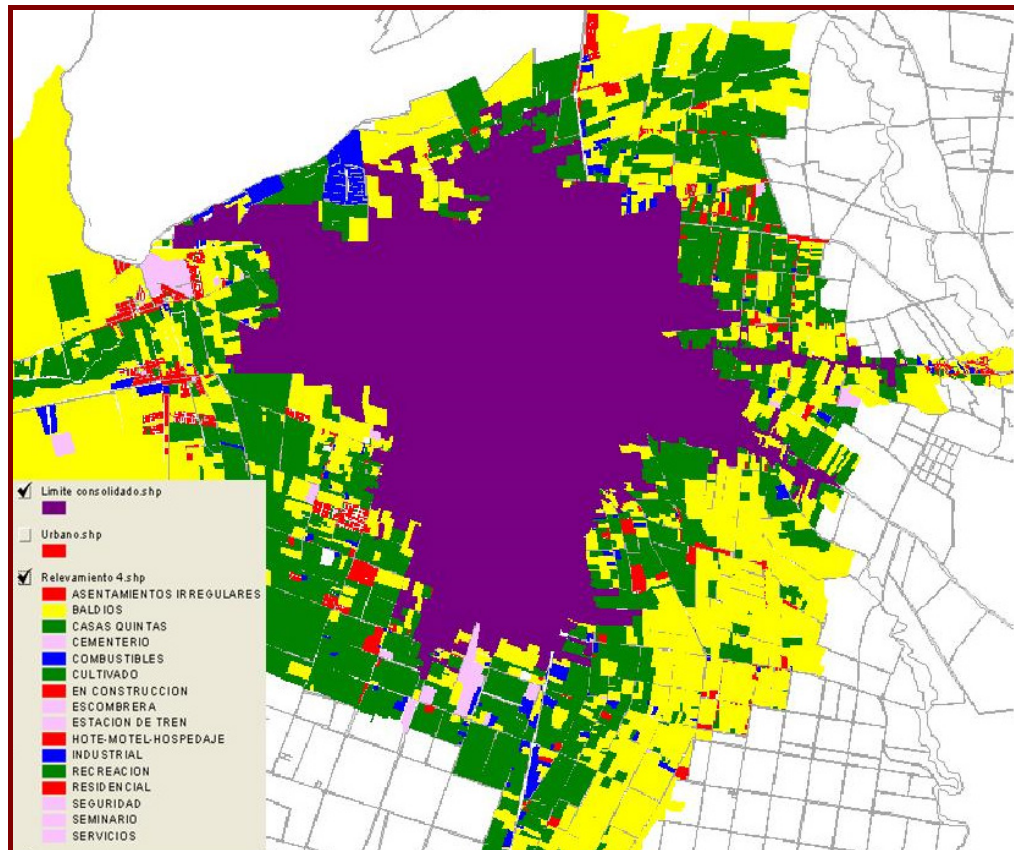 Limite consolidado.shp
Urbano.shp
Relevamiento 4.shp
ASENTAMIENTOS IRREGULARES
BALDIOS
CASAS QUINTAS
CEMENTERIO
COMBUSTIBLES
CULTIVADO
EN CONSTRUCCION
ESCOMBRERA
ESTACION DE TREN
HOTE-MOTEL-HOSPEDAJE
INDUSTRIAL
RECREACION
RESIDENCIAL
SEGURIDAD
SEMINARIO
SERVICIOS